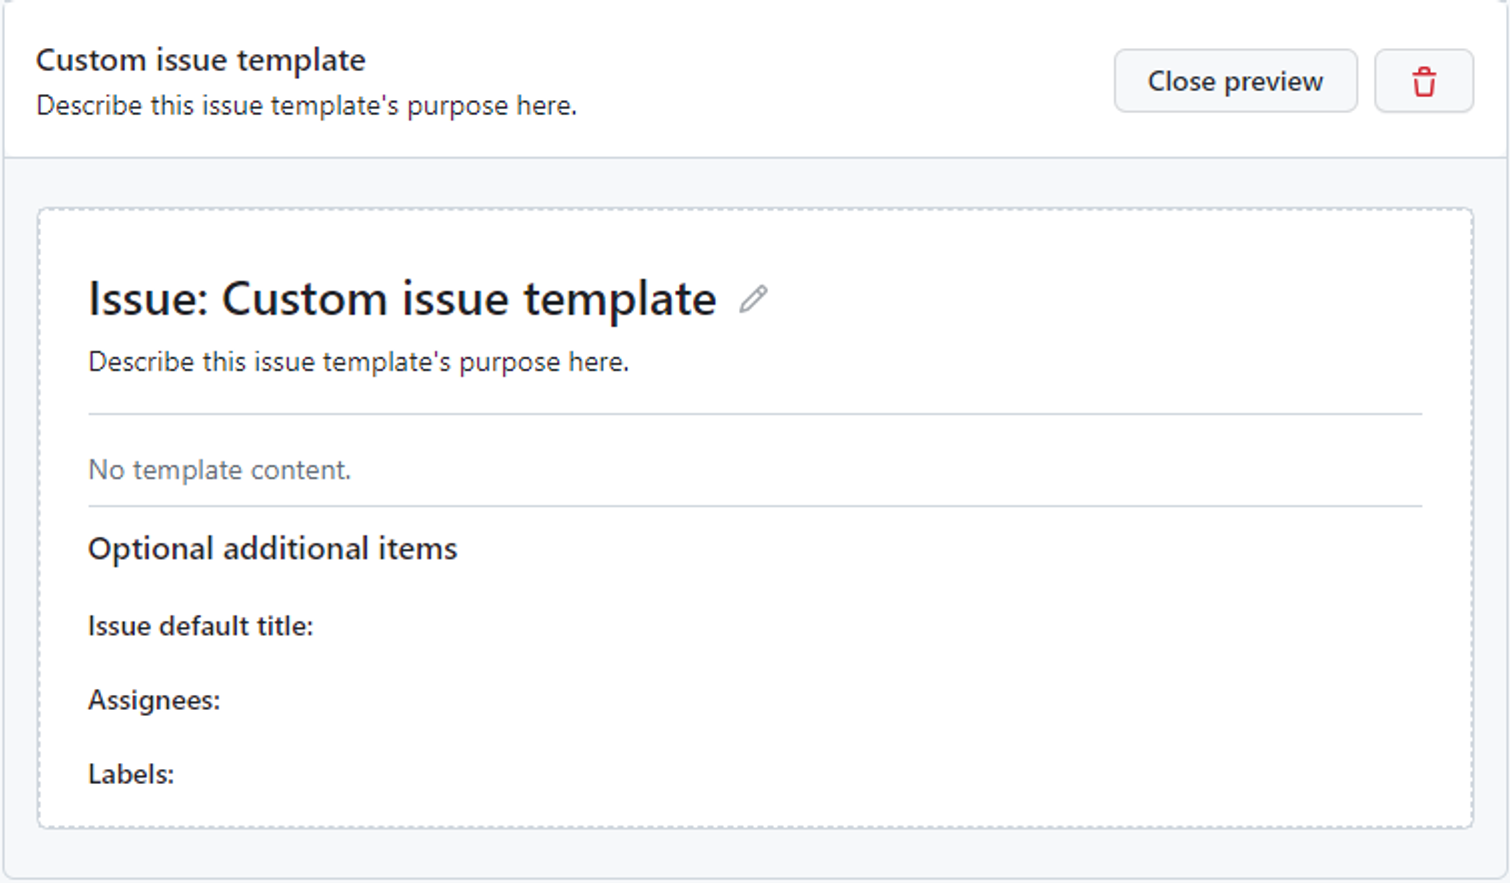 Custom issue template
Describe this issue template's purpose here.
Close preview
Issue: Custom issue template
Describe this issue template's purpose here.
No template content.
Optional additional items
Issue default title:
Assignees:
Labels: